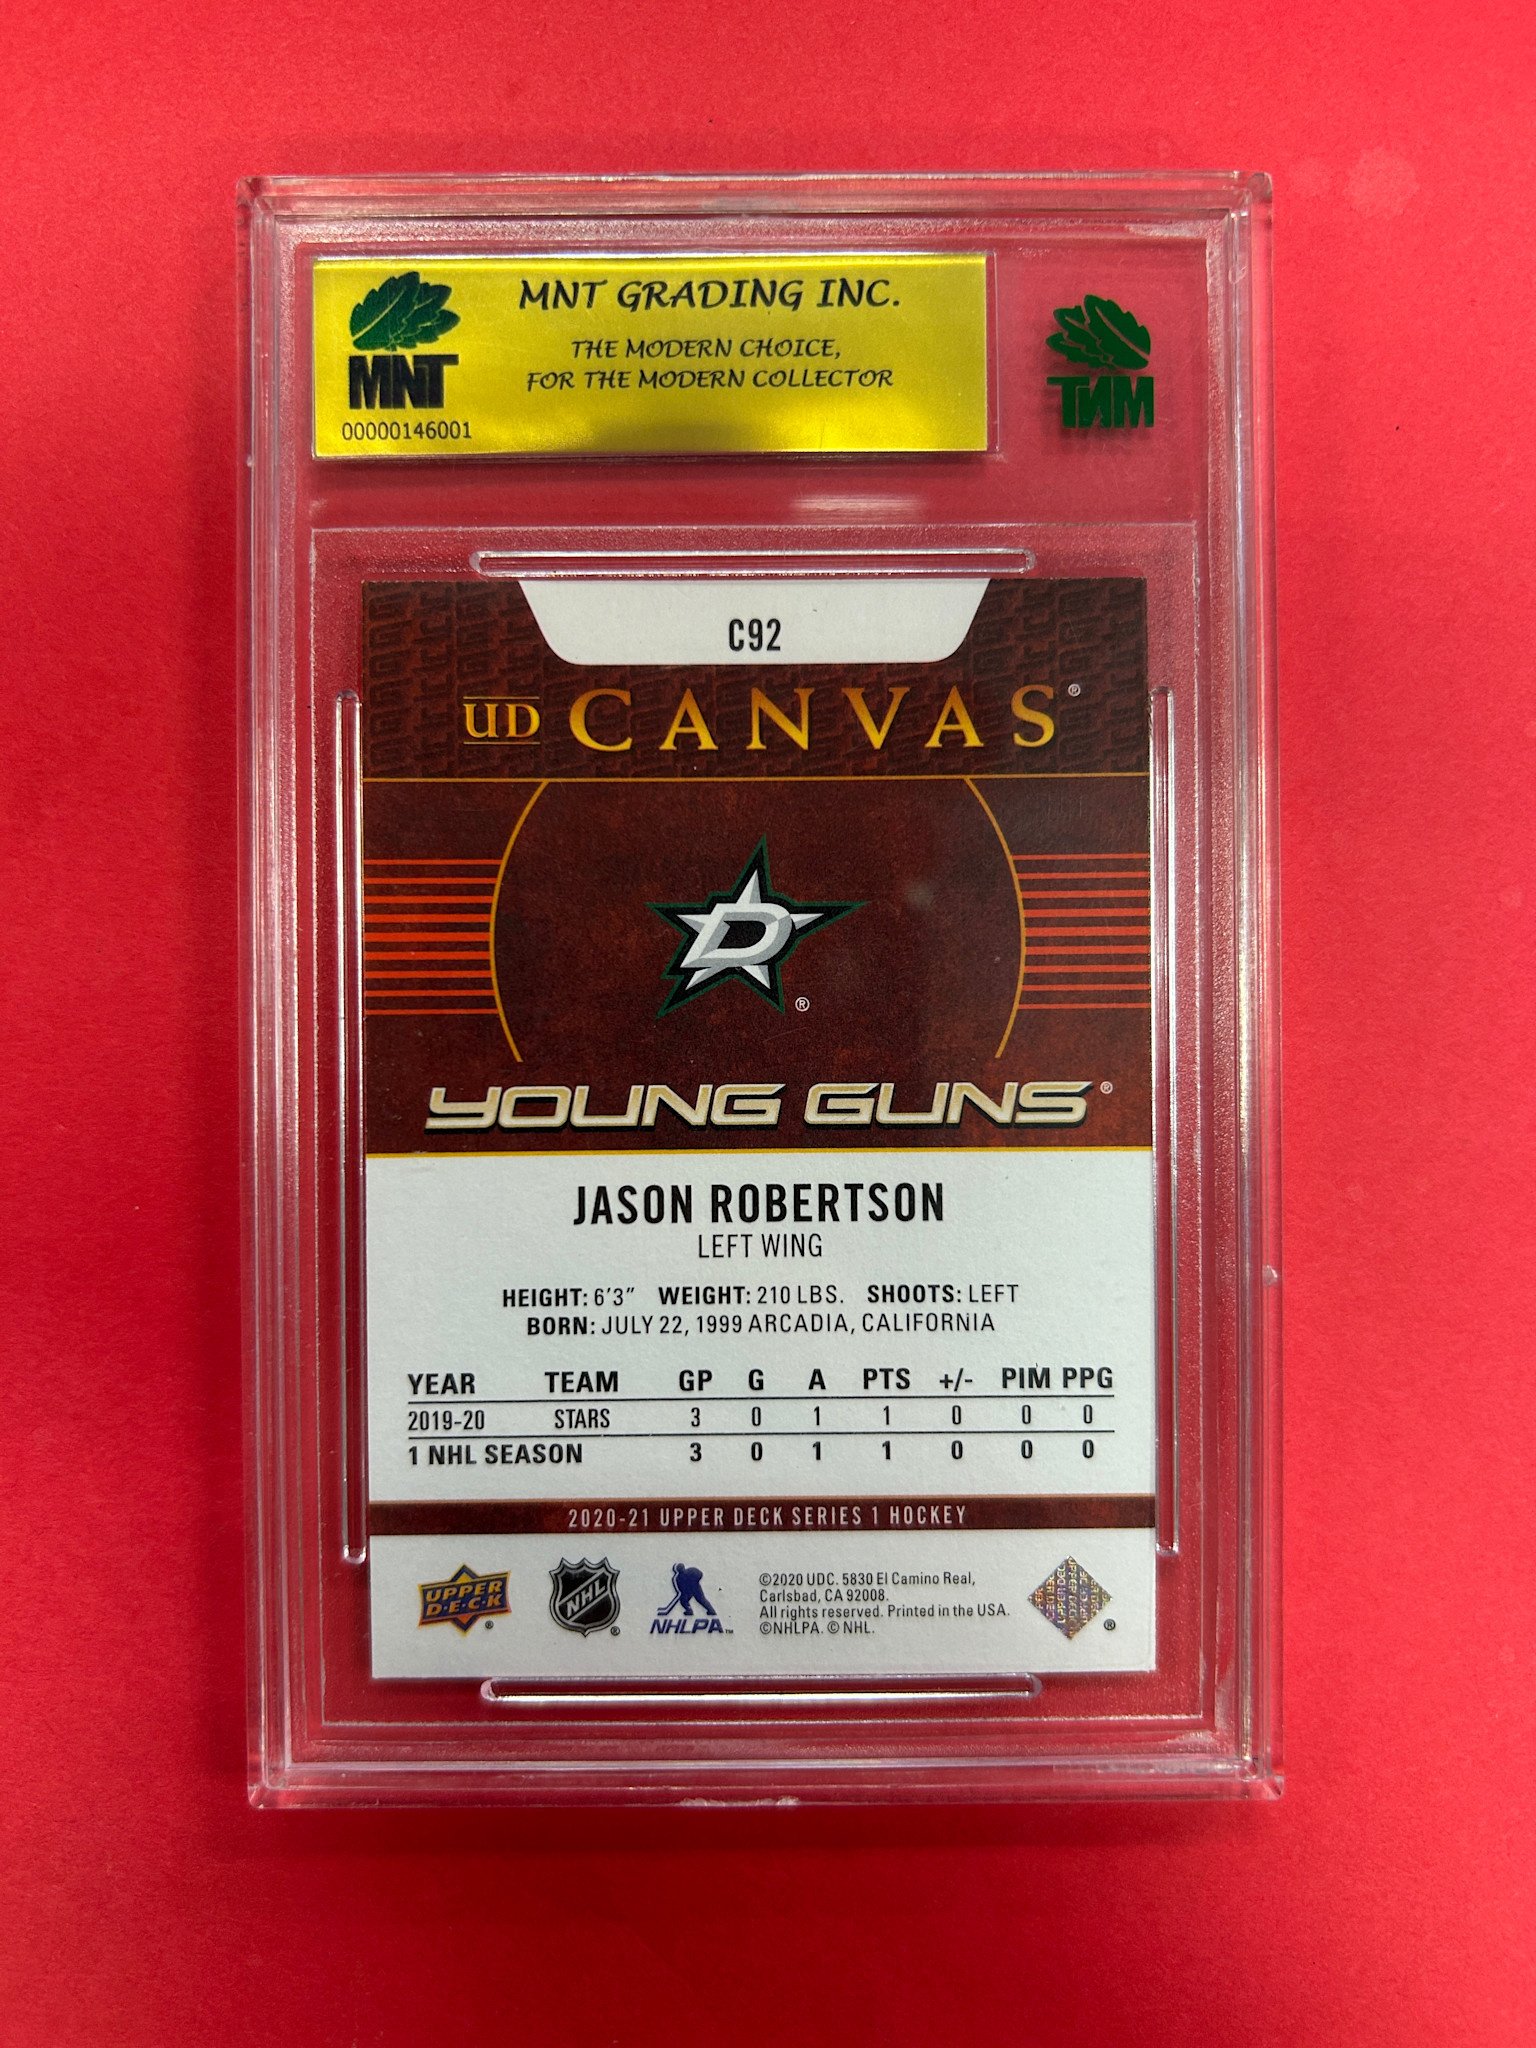 MNT GRADING INC.
THE MODERN CHOICE,
FOR THE MODERN COLLECTOR
MNT
00000146001
MNT
C92
UD CANVAS®
®
YOUNG GUNS®
JASON ROBERTSON
LEFT WING
HEIGHT: 6'3" WEIGHT: 210 LBS. SHOOTS: LEFT
BORN: JULY 22, 1999 ARCADIA, CALIFORNIA
YEAR TEAM GP G A PTS +/- PIM PPG
2019-20 STARS 3 0 1 1 0 0 0
1 NHL SEASON 3 0 1 1 0 0 0
2020-21 UPPER DECK SERIES 1 HOCKEY
UPPER DECK®
NHL®
NHLPA™
©2020 UDC. 5830 El Camino Real,
Carlsbad, CA 92008.
All rights reserved. Printed in the USA.
©NHLPA. © NHL.
®